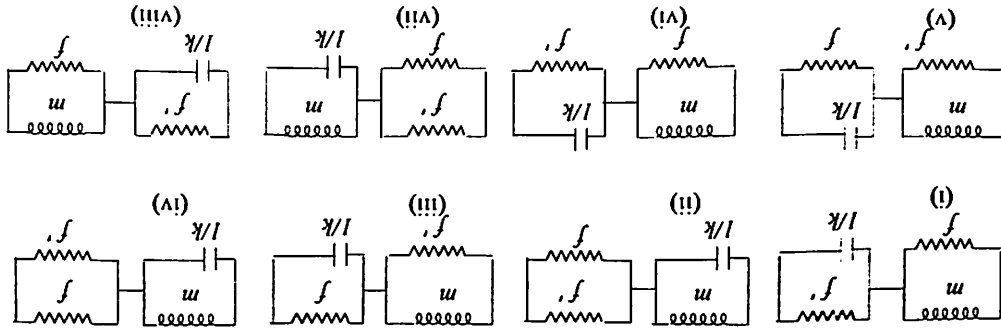 m f' m f' m f m f
f 1/k 1/k f f' 1/k 1/k f'
(i) (ii) (iii) (iv)
m 1/k m 1/k f' m f' m
f' f f f' f 1/k 1/k f
(v) (vi) (vii) (viii)